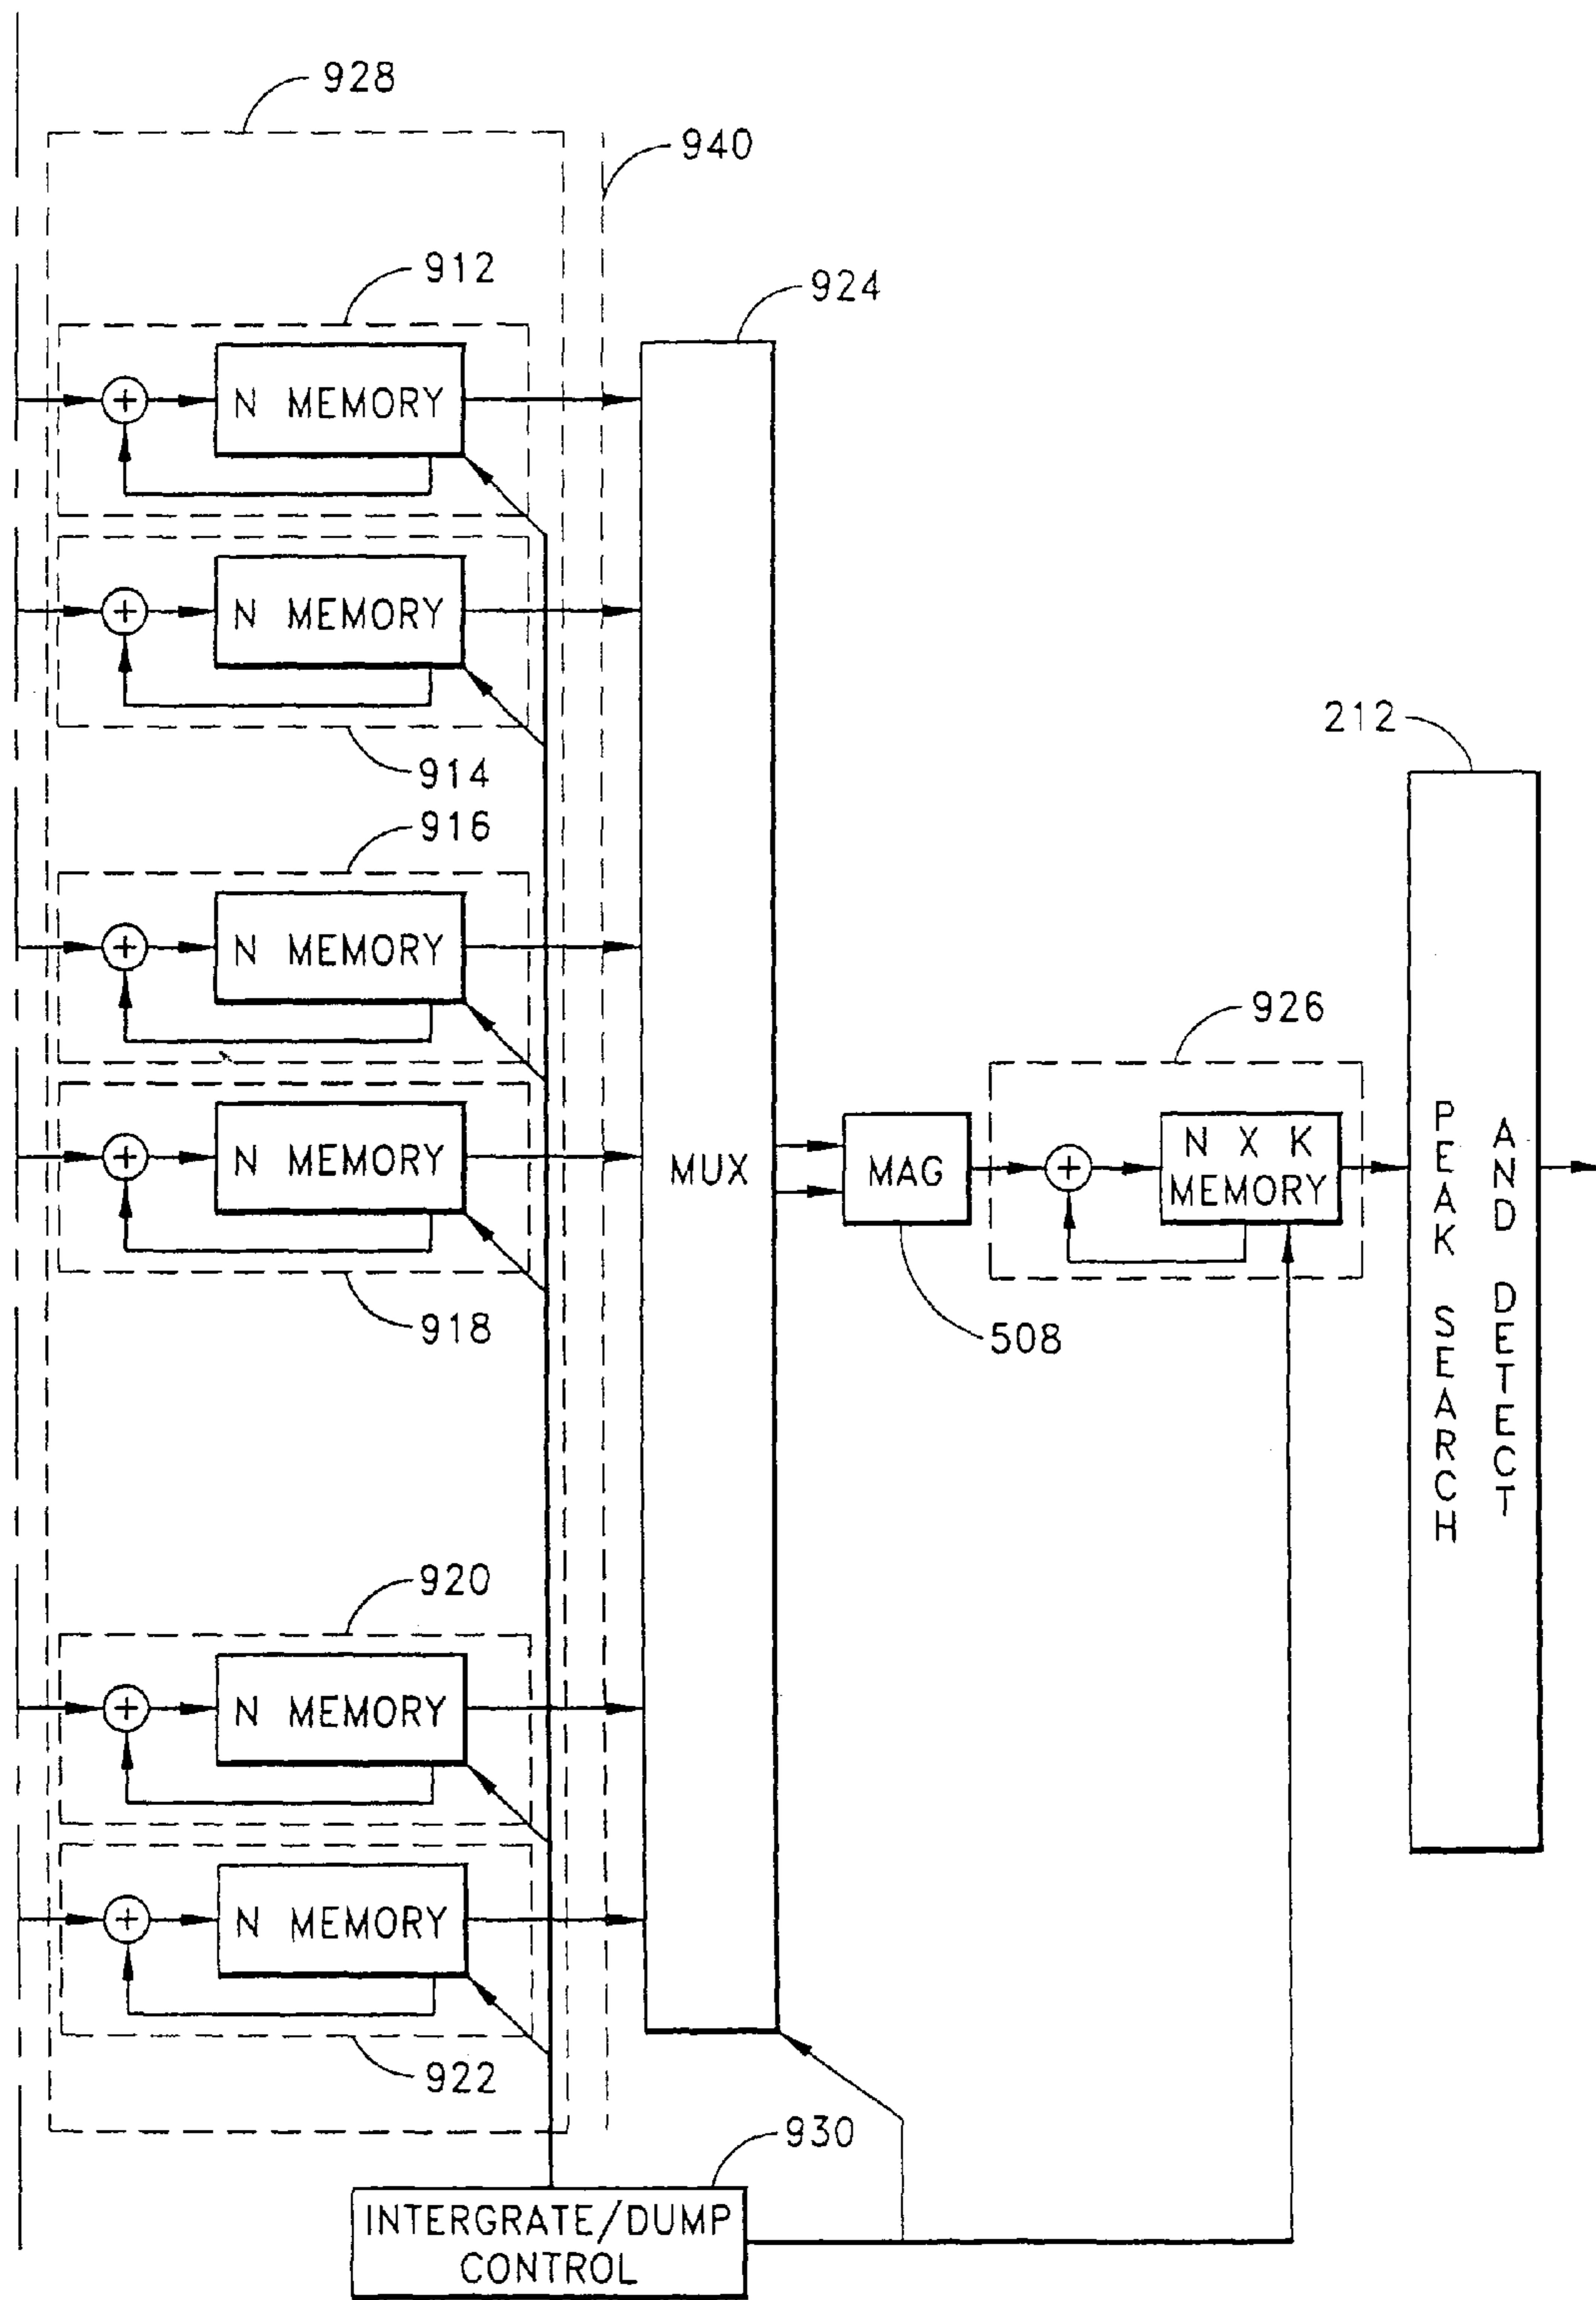 928
940
912
924
N MEMORY
N MEMORY
914
212
916
N MEMORY
926
N MEMORY
MUX
MAG
N X K
MEMORY
PEAK SEARCH
AND DETECT
918
508
920
N MEMORY
N MEMORY
922
930
INTERGRATE/DUMP
CONTROL